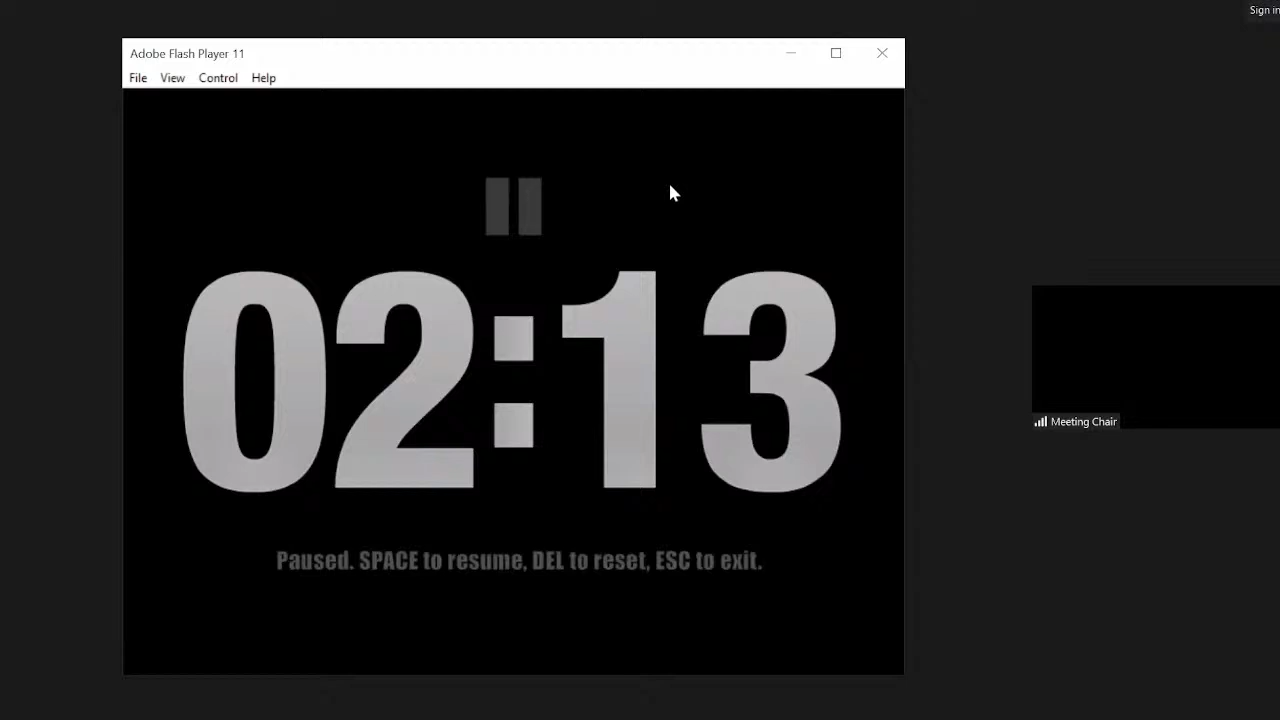 Sign in
Adobe Flash Player 11
File View Control Help
02:13
Meeting Chair
Paused. SPACE to resume, DEL to reset, ESC to exit.